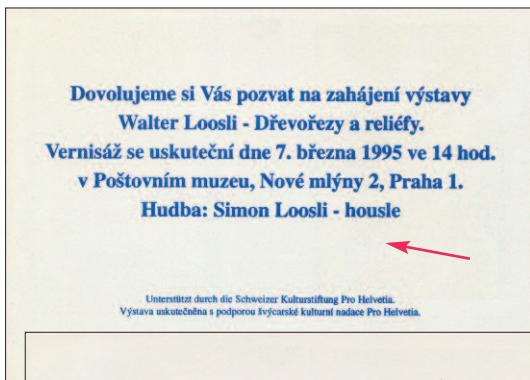 Dovolujeme si Vás pozvat na zahájení výstavy
Walter Loosli - Dřevořezy a reliéfy.
Vernisáž se uskuteční dne 7. března 1995 ve 14 hod.
v Poštovním muzeu, Nové mlýny 2, Praha 1.
Hudba: Simon Loosli - housle
Unterstützt durch die Schweizer Kulturstiftung Pro Helvetia.
Výstava uskutečněna s podporou švýcarské kulturní nadace Pro Helvetia.